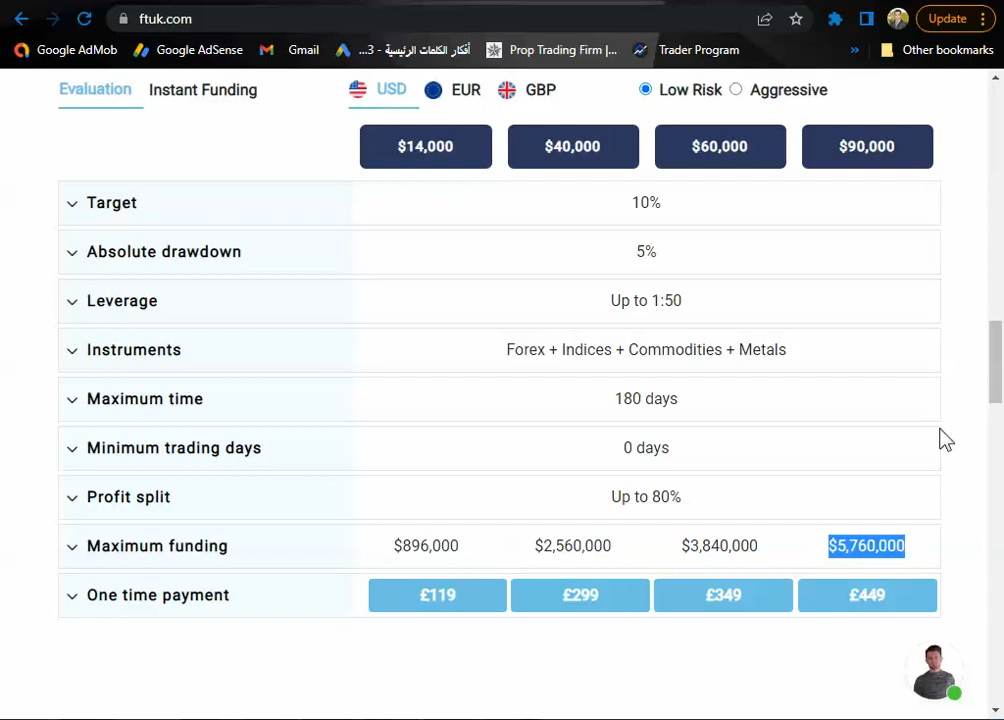 ftuk.com
Update
Google AdMob
Google AdSense
Gmail
أفكار الكلمات الرئيسية - 3...
Prop Trading Firm |...
Trader Program
»
Other bookmarks
Evaluation
Instant Funding
USD
EUR
GBP
Low Risk
Aggressive
$14,000
$40,000
$60,000
$90,000
Target
10%
Absolute drawdown
5%
Leverage
Up to 1:50
Instruments
Forex + Indices + Commodities + Metals
Maximum time
180 days
Minimum trading days
0 days
Profit split
Up to 80%
Maximum funding
$896,000
$2,560,000
$3,840,000
$5,760,000
One time payment
£119
£299
£349
£449